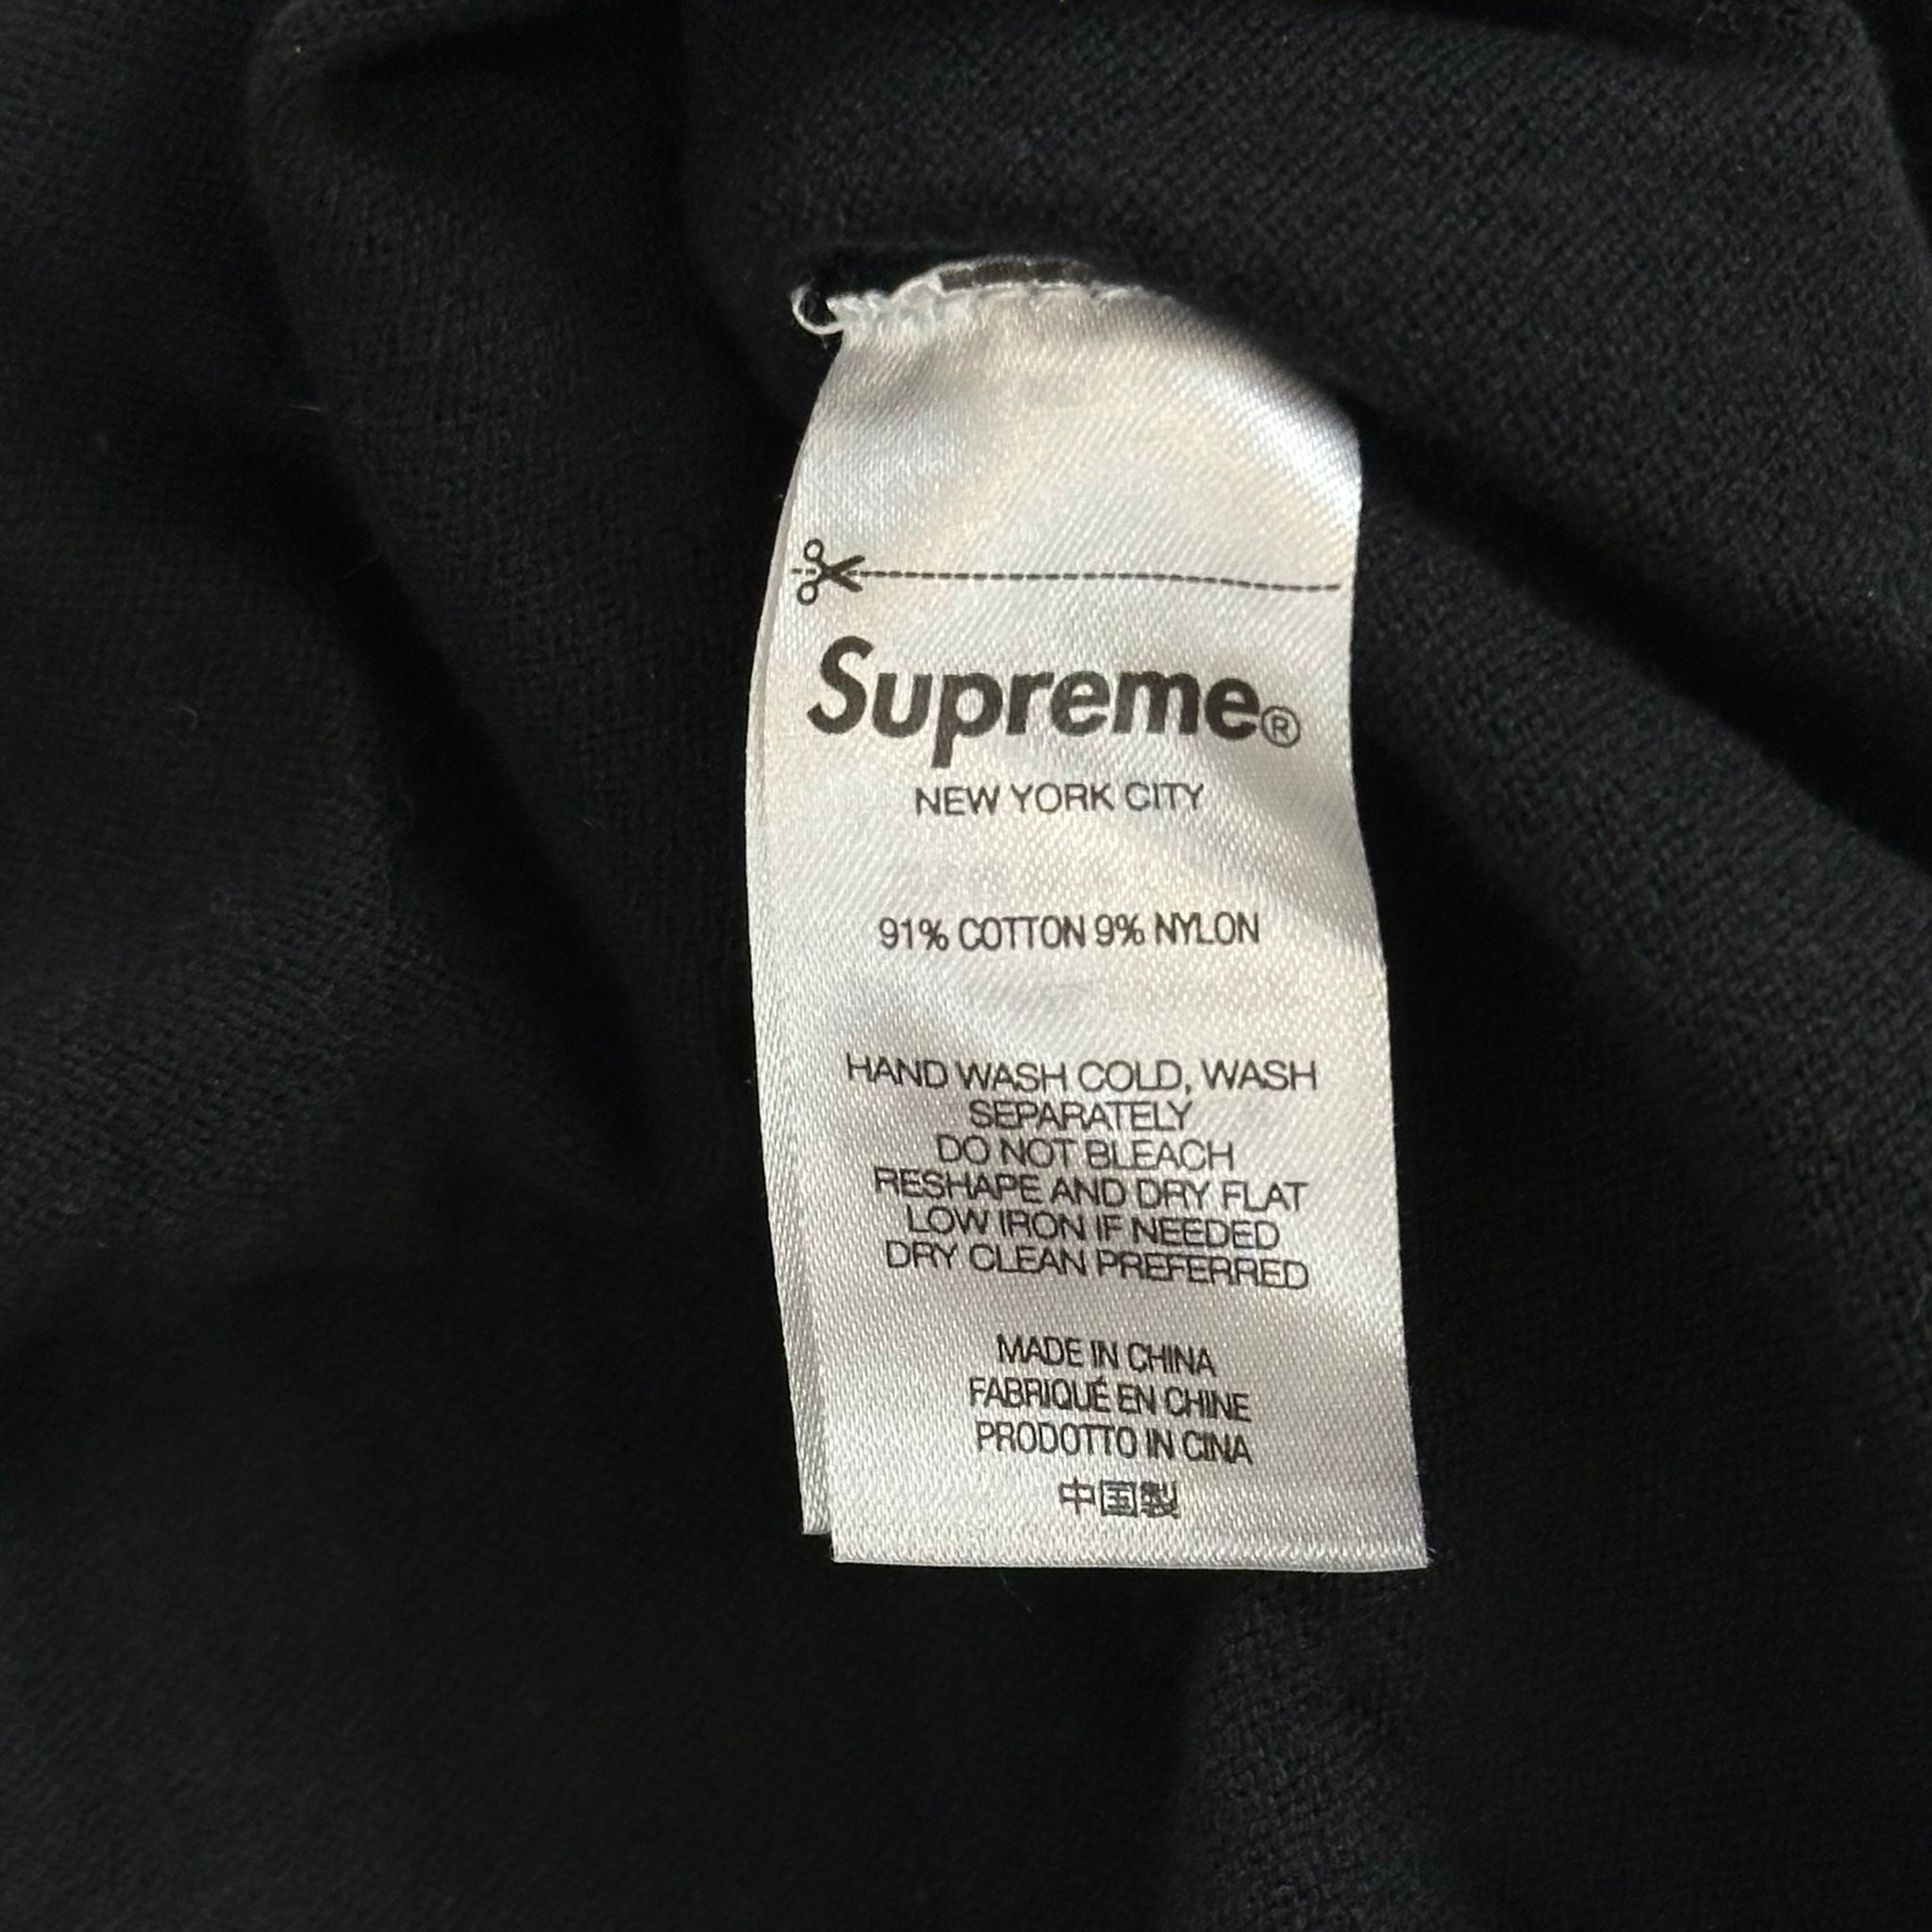 Supreme®
NEW YORK CITY
91% COTTON 9% NYLON
HAND WASH COLD, WASH
SEPARATELY
DO NOT BLEACH
RESHAPE AND DRY FLAT
LOW IRON IF NEEDED
DRY CLEAN PREFERRED
MADE IN CHINA
FABRIQUÉ EN CHINE
PRODOTTO IN CINA
中国製